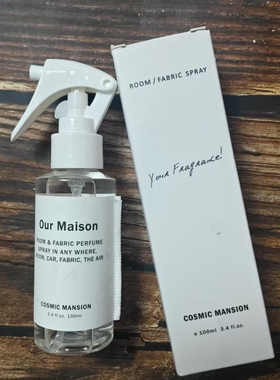 Our Maison
ROOM & FABRIC PERFUME
SPRAY IN ANY WHERE.
ROOM, CAR, FABRIC, THE AIR
COSMIC MANSION
3.4 fl.oz. 100ml
ROOM / FABRIC SPRAY
Your Fragrance!
COSMIC MANSION
e 100ml 3.4 fl.oz.